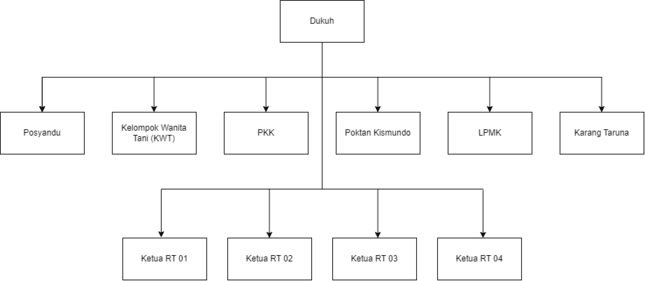 Dukuh
Posyandu
Kelompok Wanita
Tani (KWT)
PKK
Poktan Kismundo
LPMK
Karang Taruna
Ketua RT 01
Ketua RT 02
Ketua RT 03
Ketua RT 04